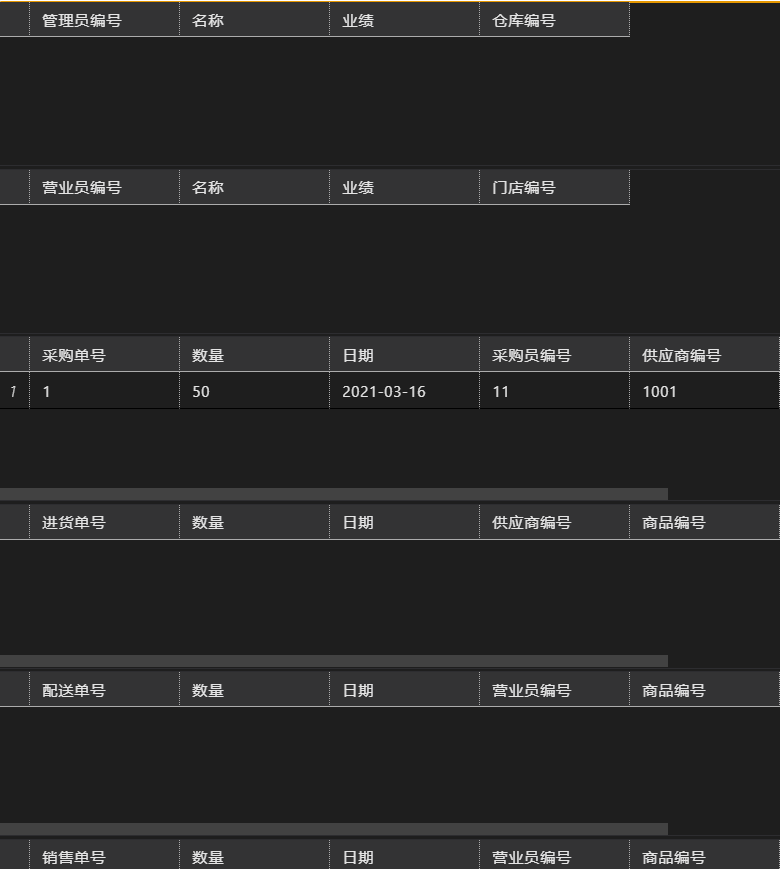 管理员编号 名称 业绩 仓库编号
营业员编号 名称 业绩 门店编号
采购单号 数量 日期 采购员编号 供应商编号
1 1 50 2021-03-16 11 1001
进货单号 数量 日期 供应商编号 商品编号
配送单号 数量 日期 营业员编号 商品编号
销售单号 数量 日期 营业员编号 商品编号